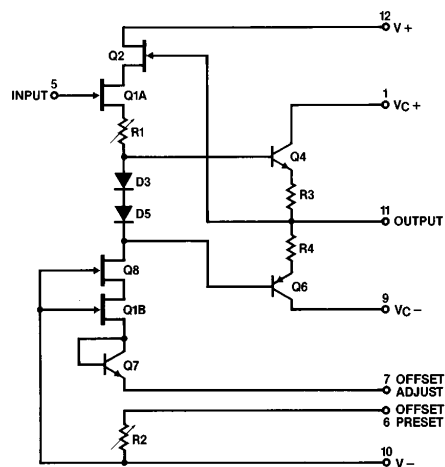 12 V+
Q2
5
INPUT
Q1A
1
VC+
R1
Q4
D3
R3
11
OUTPUT
D5
R4
Q8
Q6
9
VC−
Q1B
Q7
7 OFFSET
ADJUST
OFFSET
6 PRESET
R2
10
V−